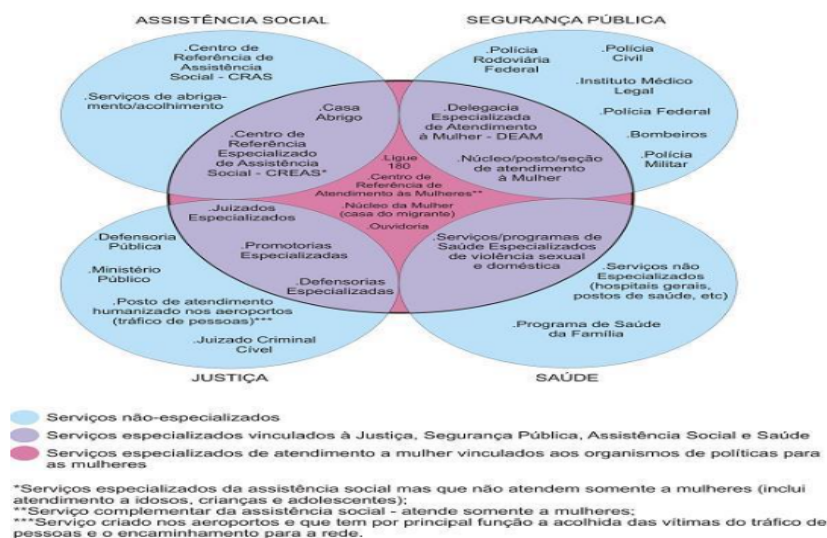 ASSISTÊNCIA SOCIAL
SEGURANÇA PÚBLICA
.Centro de
Referência de
Assistência
Social - CRAS
.Serviços de abriga-
mento/acolhimento
.Casa
Abrigo
.Centro de
Referência
Especializado
de Assistência
Social - CREAS*
.Polícia
Rodoviária
Federal
.Polícia
Civil
.Instituto Médico
Legal
.Polícia Federal
.Bombeiros
.Polícia
Militar
.Delegacia
Especializada
de Atendimento
à Mulher - DEAM
.Núcleo/posto/seção
de atendimento
à Mulher
.Ligue
180
.Centro de
Referência de
Atendimento às Mulheres**
.Núcleo da Mulher
(casa do migrante)
.Ouvidoria
.Juizados
Especializados
.Promotorias
Especializadas
.Defensorias
Especializadas
.Defensoria
Pública
.Ministério
Público
.Posto de atendimento
humanizado nos aeroportos
(tráfico de pessoas)***
.Juizado Criminal
Cível
.Serviços/programas de
Saúde Especializados
de violência sexual
e doméstica
.Serviços não
Especializados
(hospitais gerais,
postos de saúde, etc)
.Programa de Saúde
da Família
JUSTIÇA
SAÚDE
Serviços não-especializados
Serviços especializados vinculados à Justiça, Segurança Pública, Assistência Social e Saúde
Serviços especializados de atendimento a mulher vinculados aos organismos de políticas para
as mulheres
*Serviços especializados da assistência social mas que não atendem somente a mulheres (inclui
atendimento a idosos, crianças e adolescentes);
**Serviço complementar da assistência social - atende somente a mulheres;
***Serviço criado nos aeroportos e que tem por principal função a acolhida das vítimas do tráfico de
pessoas e o encaminhamento para a rede.